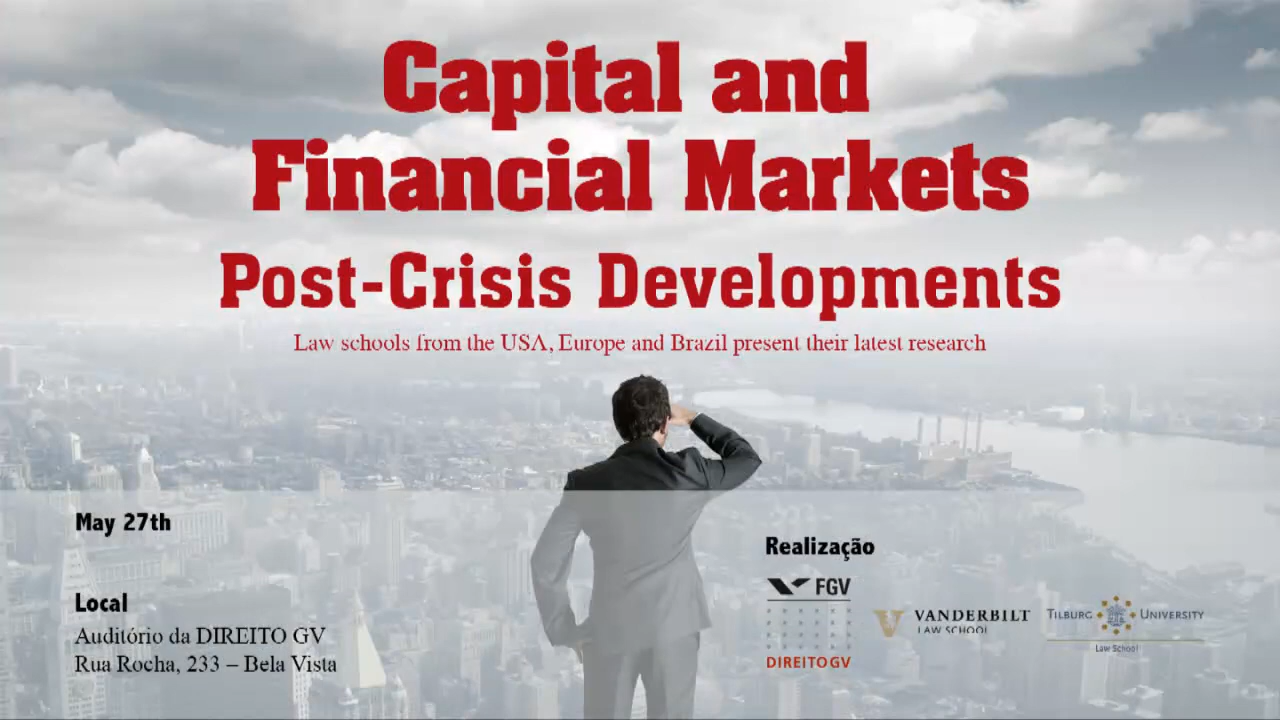 Capital and
Financial Markets
Post-Crisis Developments
Law schools from the USA, Europe and Brazil present their latest research
May 27th
Local
Auditório da DIREITO GV
Rua Rocha, 233 – Bela Vista
Realização
FGV
DIREITO GV
VANDERBILT
LAW SCHOOL
TILBURG UNIVERSITY
Law School